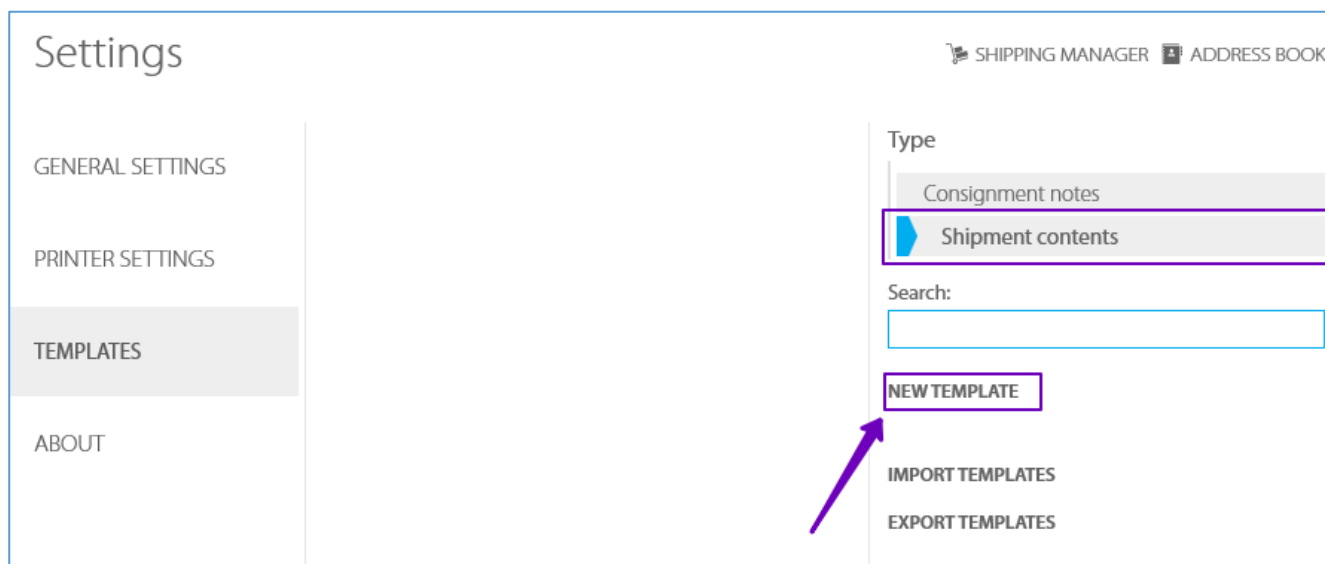 Settings
SHIPPING MANAGER ADDRESS BOOK
GENERAL SETTINGS
PRINTER SETTINGS
TEMPLATES
ABOUT
Type
Consignment notes
Shipment contents
Search:
NEW TEMPLATE
IMPORT TEMPLATES
EXPORT TEMPLATES